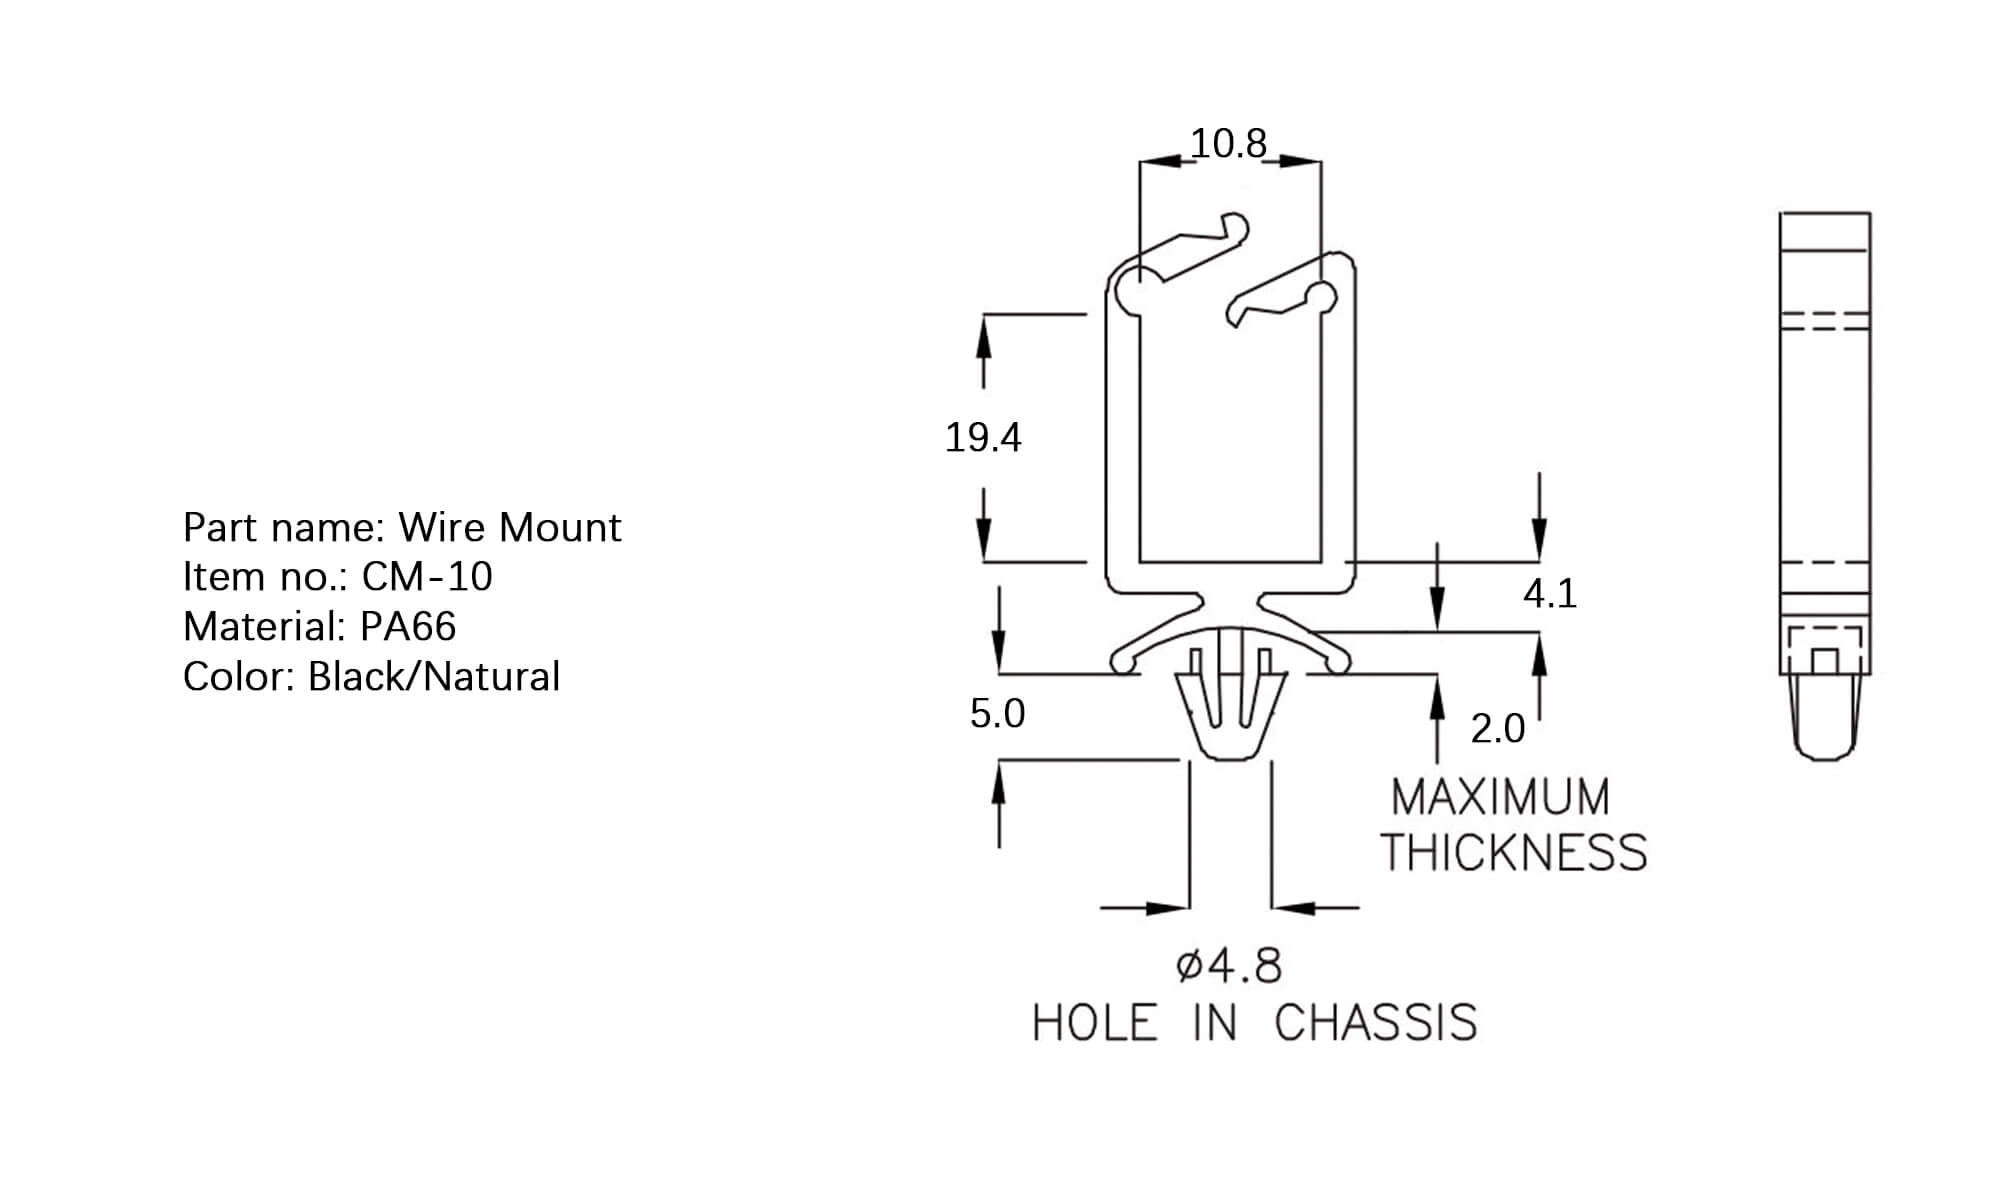 Part name: Wire Mount
Item no.: CM-10
Material: PA66
Color: Black/Natural
10.8
19.4
4.1
5.0
2.0
MAXIMUM
THICKNESS
ø4.8
HOLE IN CHASSIS